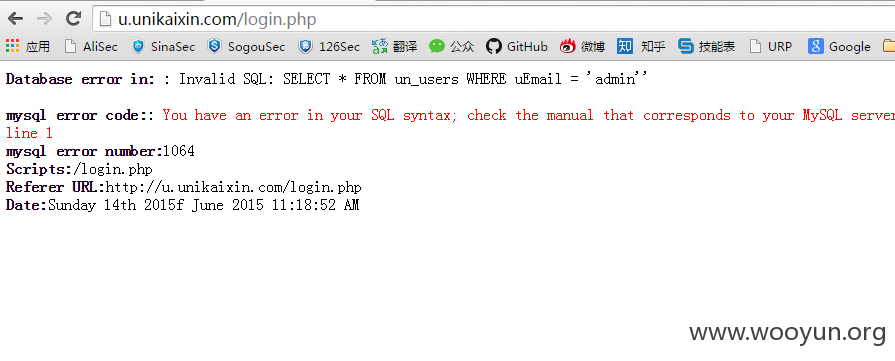 u.unikaixin.com/login.php
应用 AliSec SinaSec SogouSec 126Sec 翻译 公众 GitHub 微博 知乎 技能表 URP Google
Database error in: : Invalid SQL: SELECT * FROM un_users WHERE uEmail = 'admin''
mysql error code:: You have an error in your SQL syntax; check the manual that corresponds to your MySQL server
line 1
mysql error number:1064
Scripts:/login.php
Referer URL:http://u.unikaixin.com/login.php
Date:Sunday 14th 2015f June 2015 11:18:52 AM
www.wooyun.org